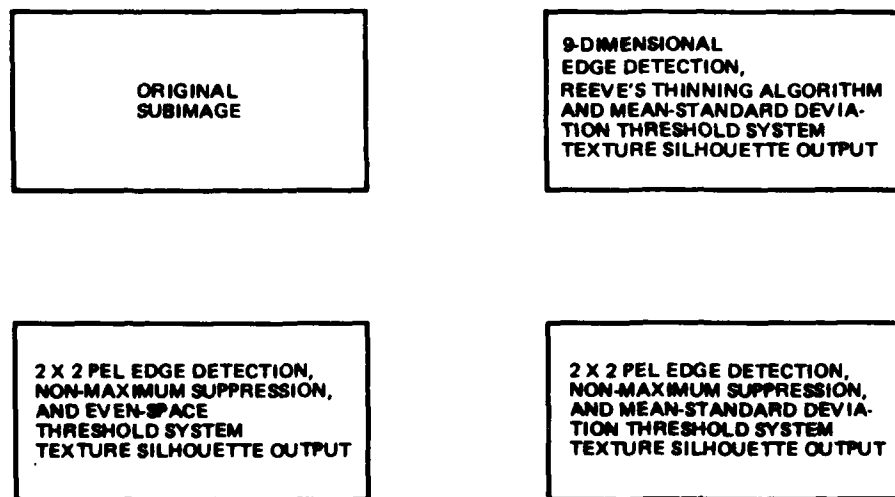 ORIGINAL
SUBIMAGE
9-DIMENSIONAL
EDGE DETECTION,
REEVE'S THINNING ALGORITHM
AND MEAN-STANDARD DEVIA-
TION THRESHOLD SYSTEM
TEXTURE SILHOUETTE OUTPUT
2 X 2 PEL EDGE DETECTION,
NON-MAXIMUM SUPPRESSION,
AND EVEN-SPACE
THRESHOLD SYSTEM
TEXTURE SILHOUETTE OUTPUT
2 X 2 PEL EDGE DETECTION,
NON-MAXIMUM SUPPRESSION,
AND MEAN-STANDARD DEVIA-
TION THRESHOLD SYSTEM
TEXTURE SILHOUETTE OUTPUT